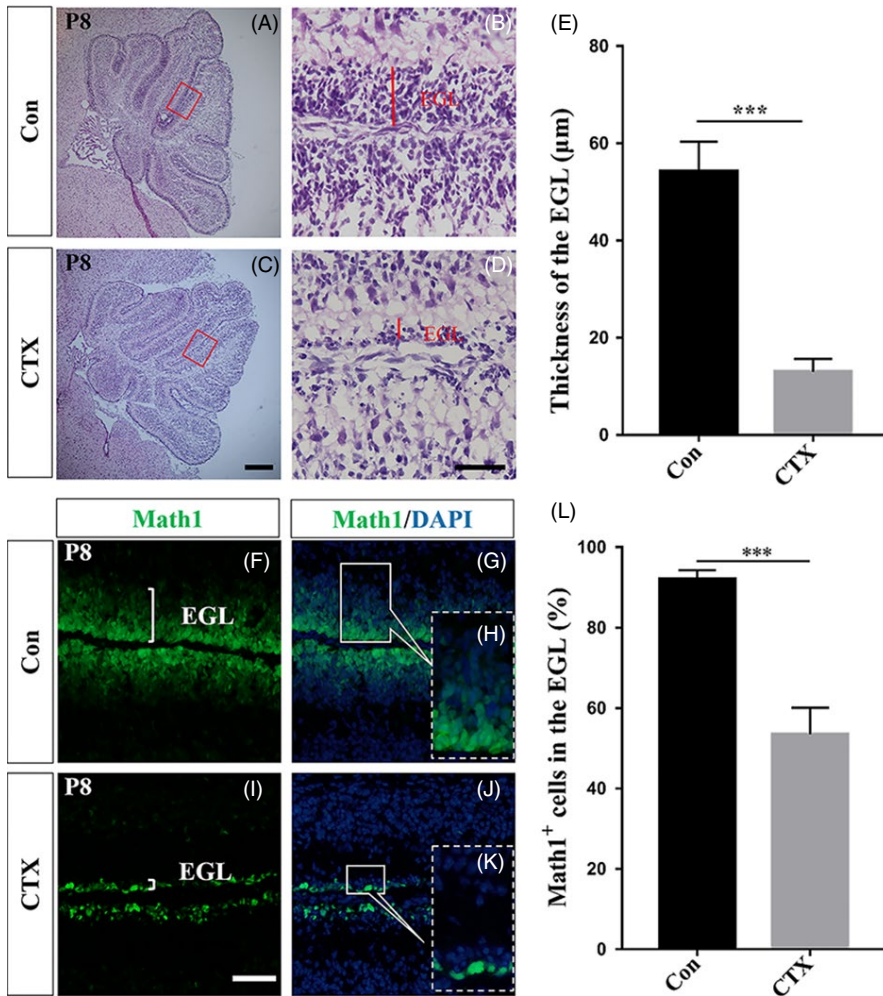 Con
P8
(A)
(B)
EGL
CTX
P8
(C)
(D)
EGL
(E)
Thickness of the EGL (μm)
80
60
40
20
0
***
Con
CTX
Math1
Math1/DAPI
Con
P8
(F)
EGL
(G)
(H)
CTX
P8
(I)
EGL
(J)
(K)
(L)
Math1⁺ cells in the EGL (%)
100
80
60
40
20
0
***
Con
CTX